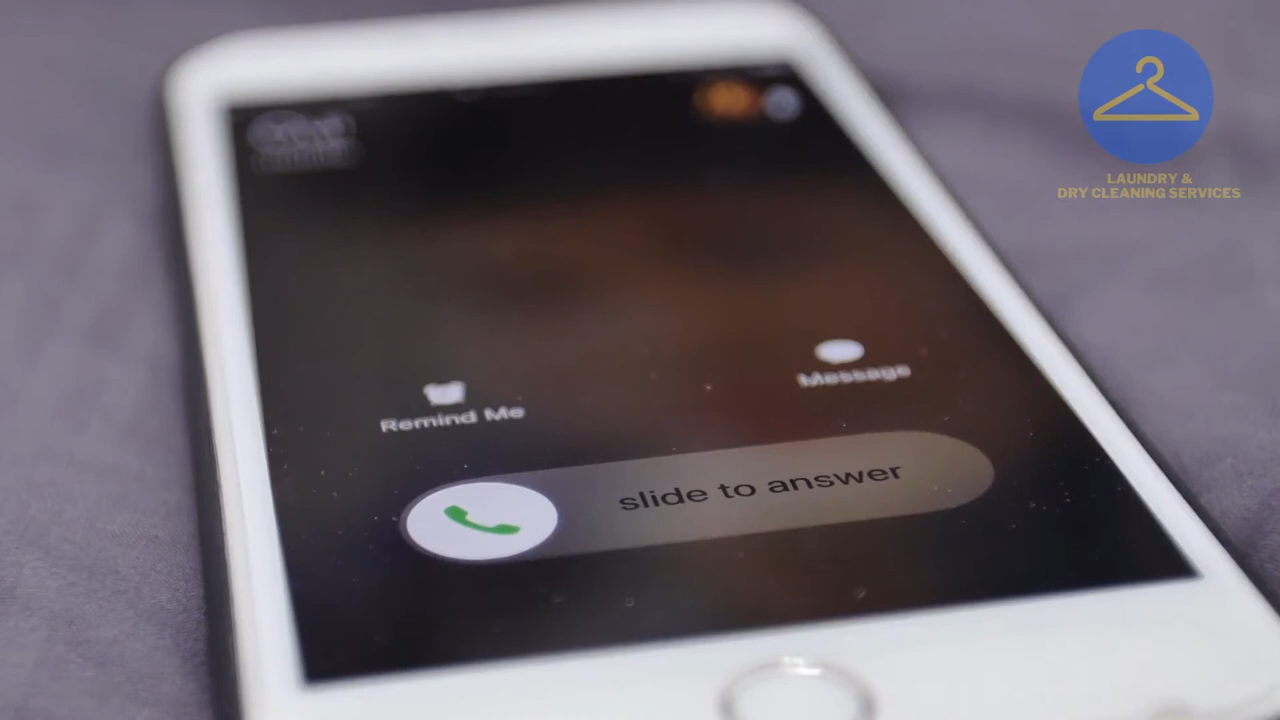 LAUNDRY &
DRY CLEANING SERVICES
Remind Me
Message
slide to answer